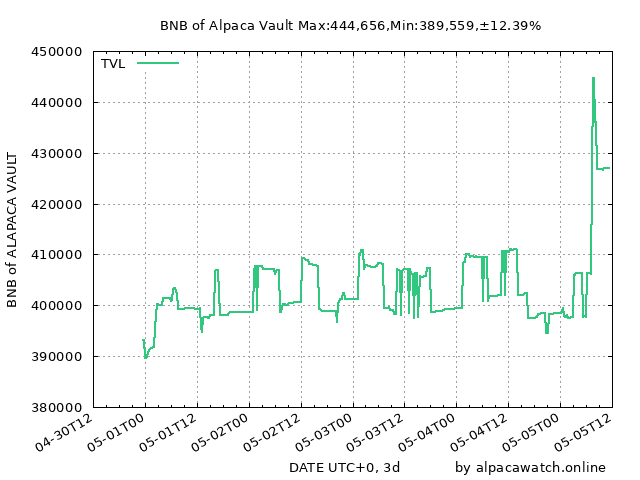 BNB of Alpaca Vault Max:444,656,Min:389,559,±12.39%
450000
TVL
440000
430000
420000
410000
400000
390000
380000
BNB of ALAPACA VAULT
04-30T12
05-01T00
05-01T12
05-02T00
05-02T12
05-03T00
05-03T12
05-04T00
05-04T12
05-05T00
05-05T12
DATE UTC+0, 3d
by alpacawatch.online